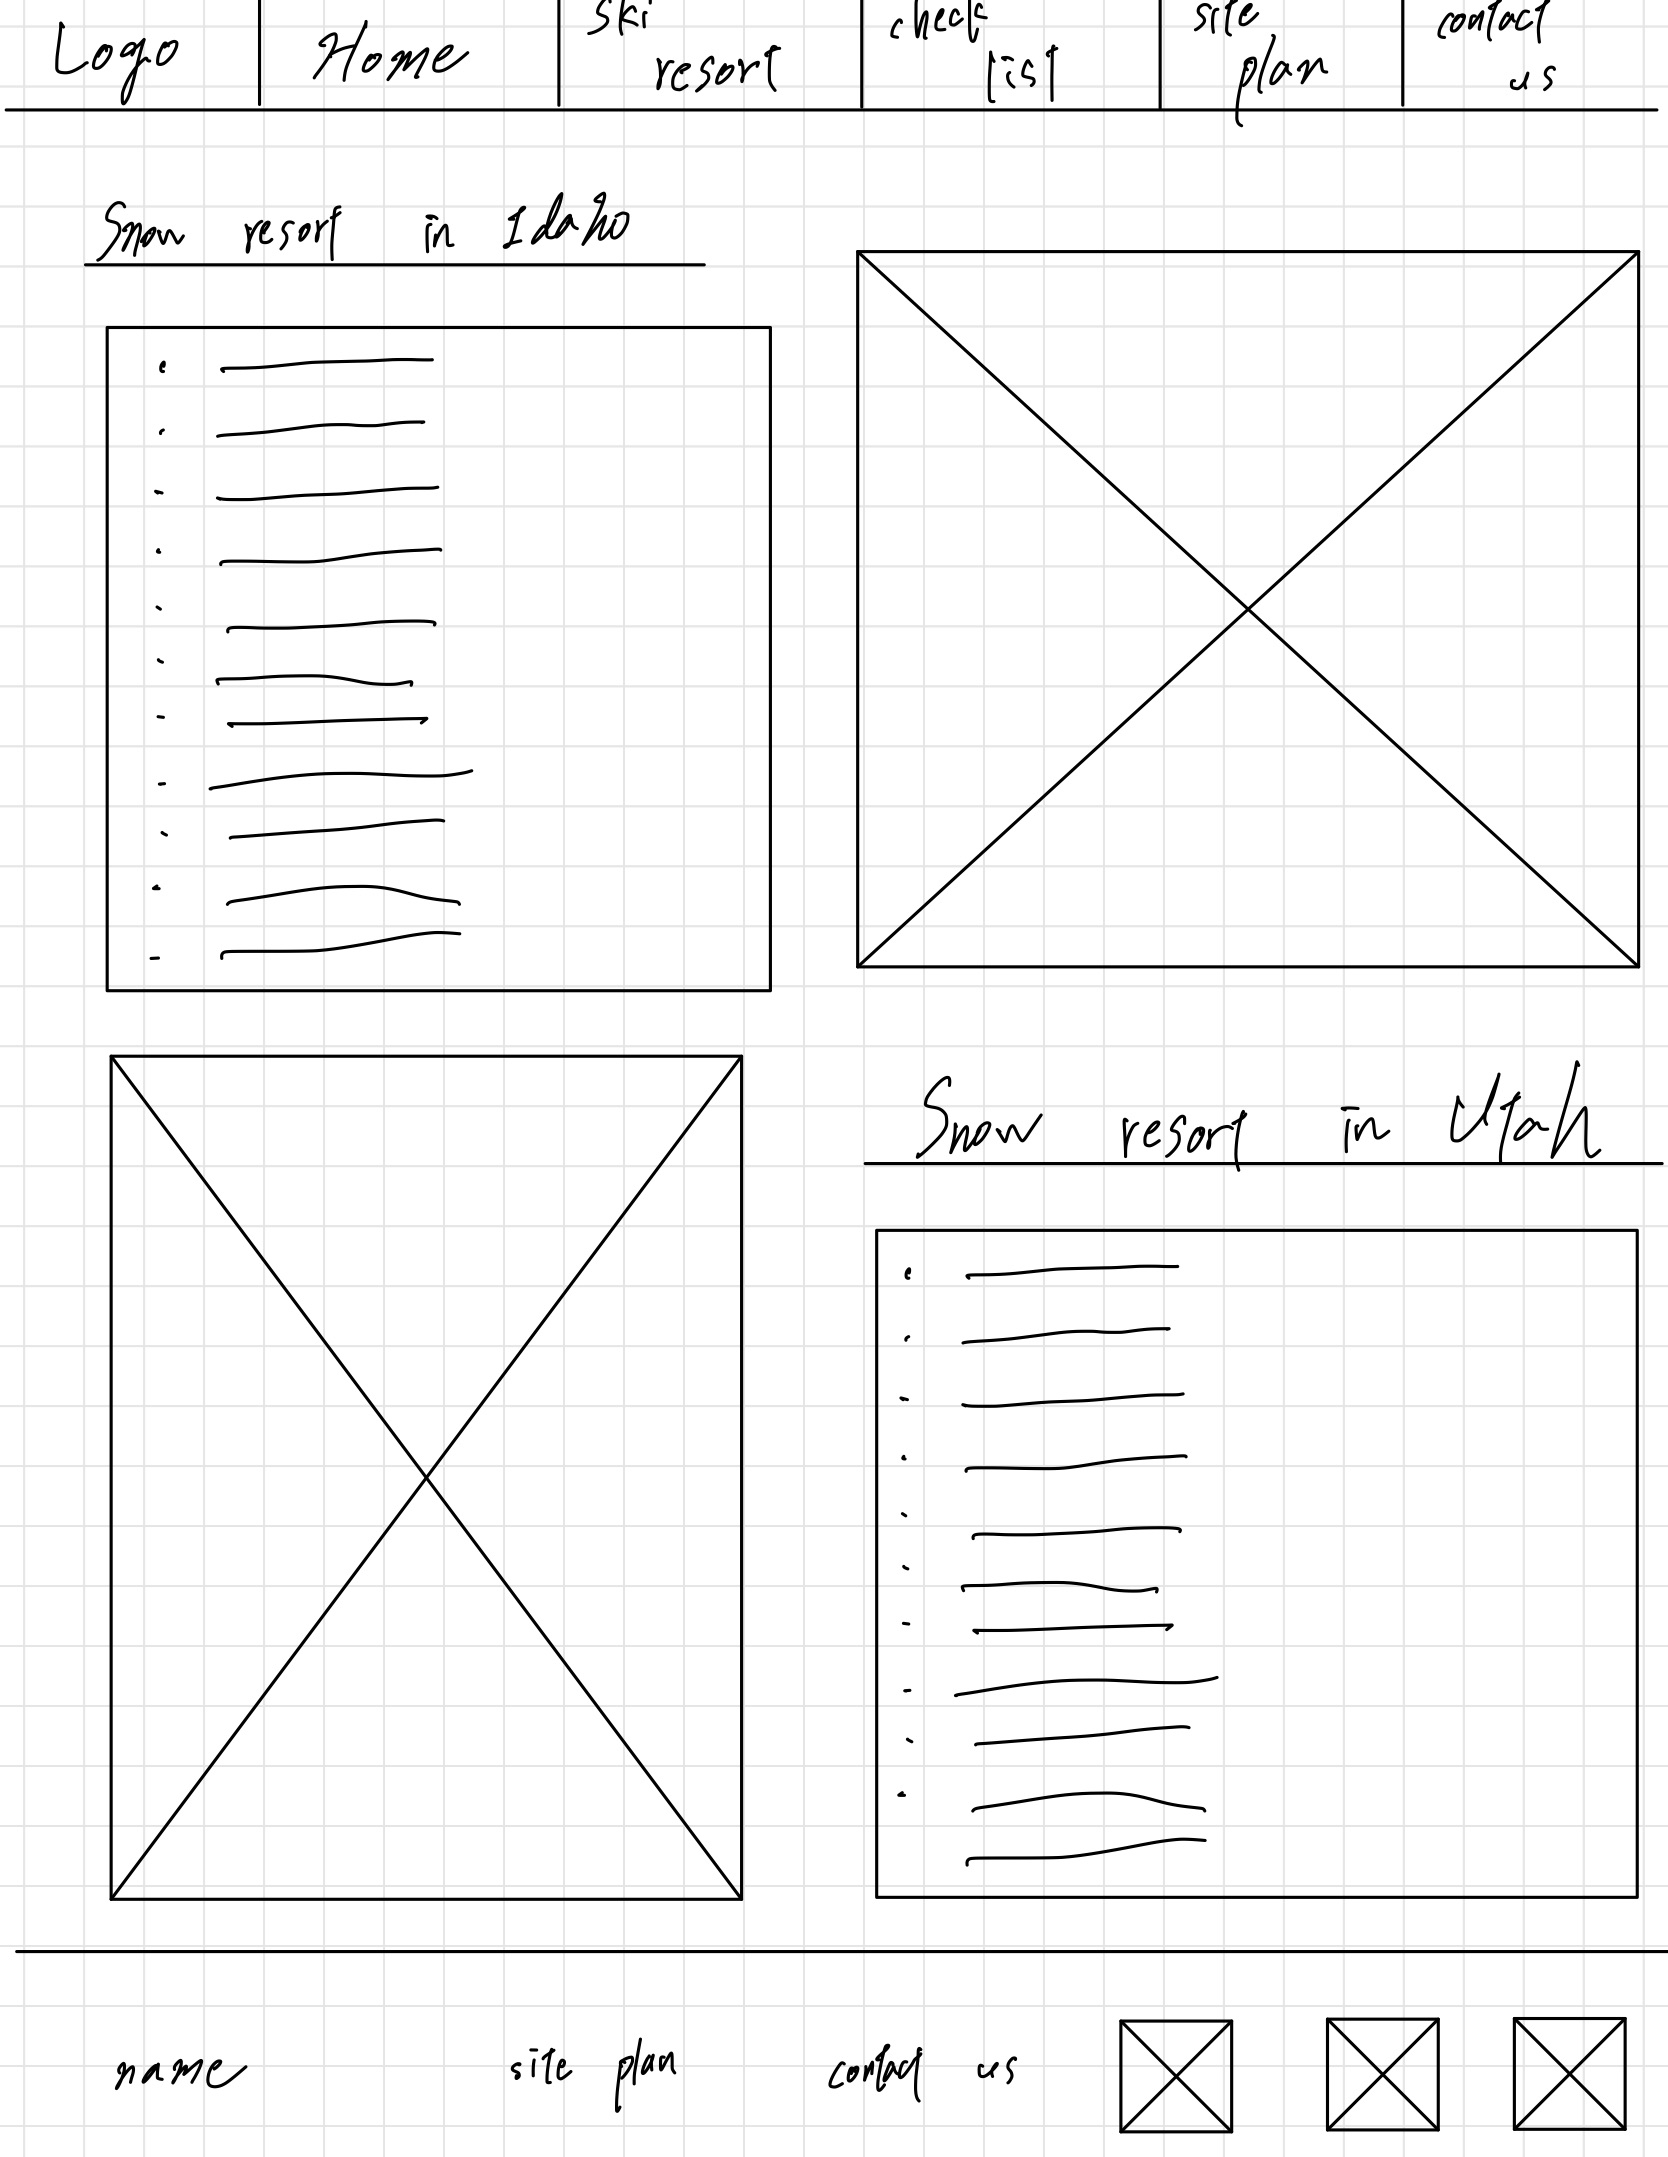 Logo
Home
Ski
resort
check
list
site
plan
contact
us
Snow resort in Idaho
Snow resort in Utah
name
site plan
contact us